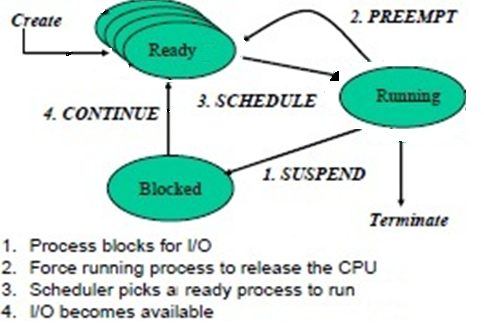 Create
2. PREEMPT
Ready
Running
3. SCHEDULE
4. CONTINUE
1. SUSPEND
Blocked
Terminate
1. Process blocks for I/O
2. Force running process to release the CPU
3. Scheduler picks a ready process to run
4. I/O becomes available